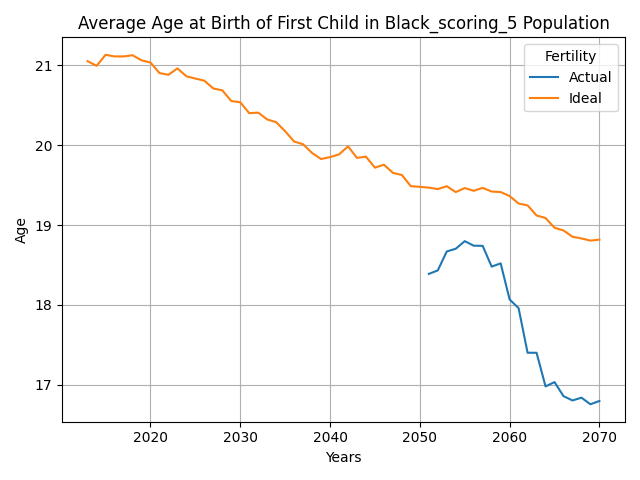 Average Age at Birth of First Child in Black_scoring_5 Population
Fertility
Actual
Ideal
Age
21
20
19
18
17
2020 2030 2040 2050 2060 2070
Years